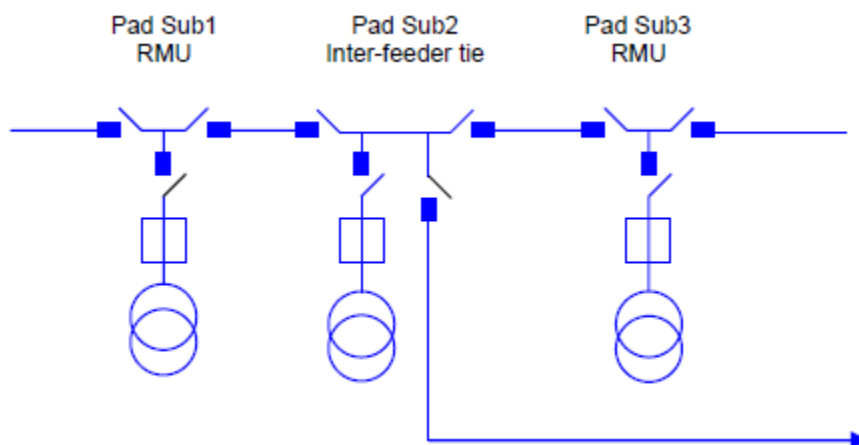 Pad Sub1
RMU
Pad Sub2
Inter-feeder tie
Pad Sub3
RMU